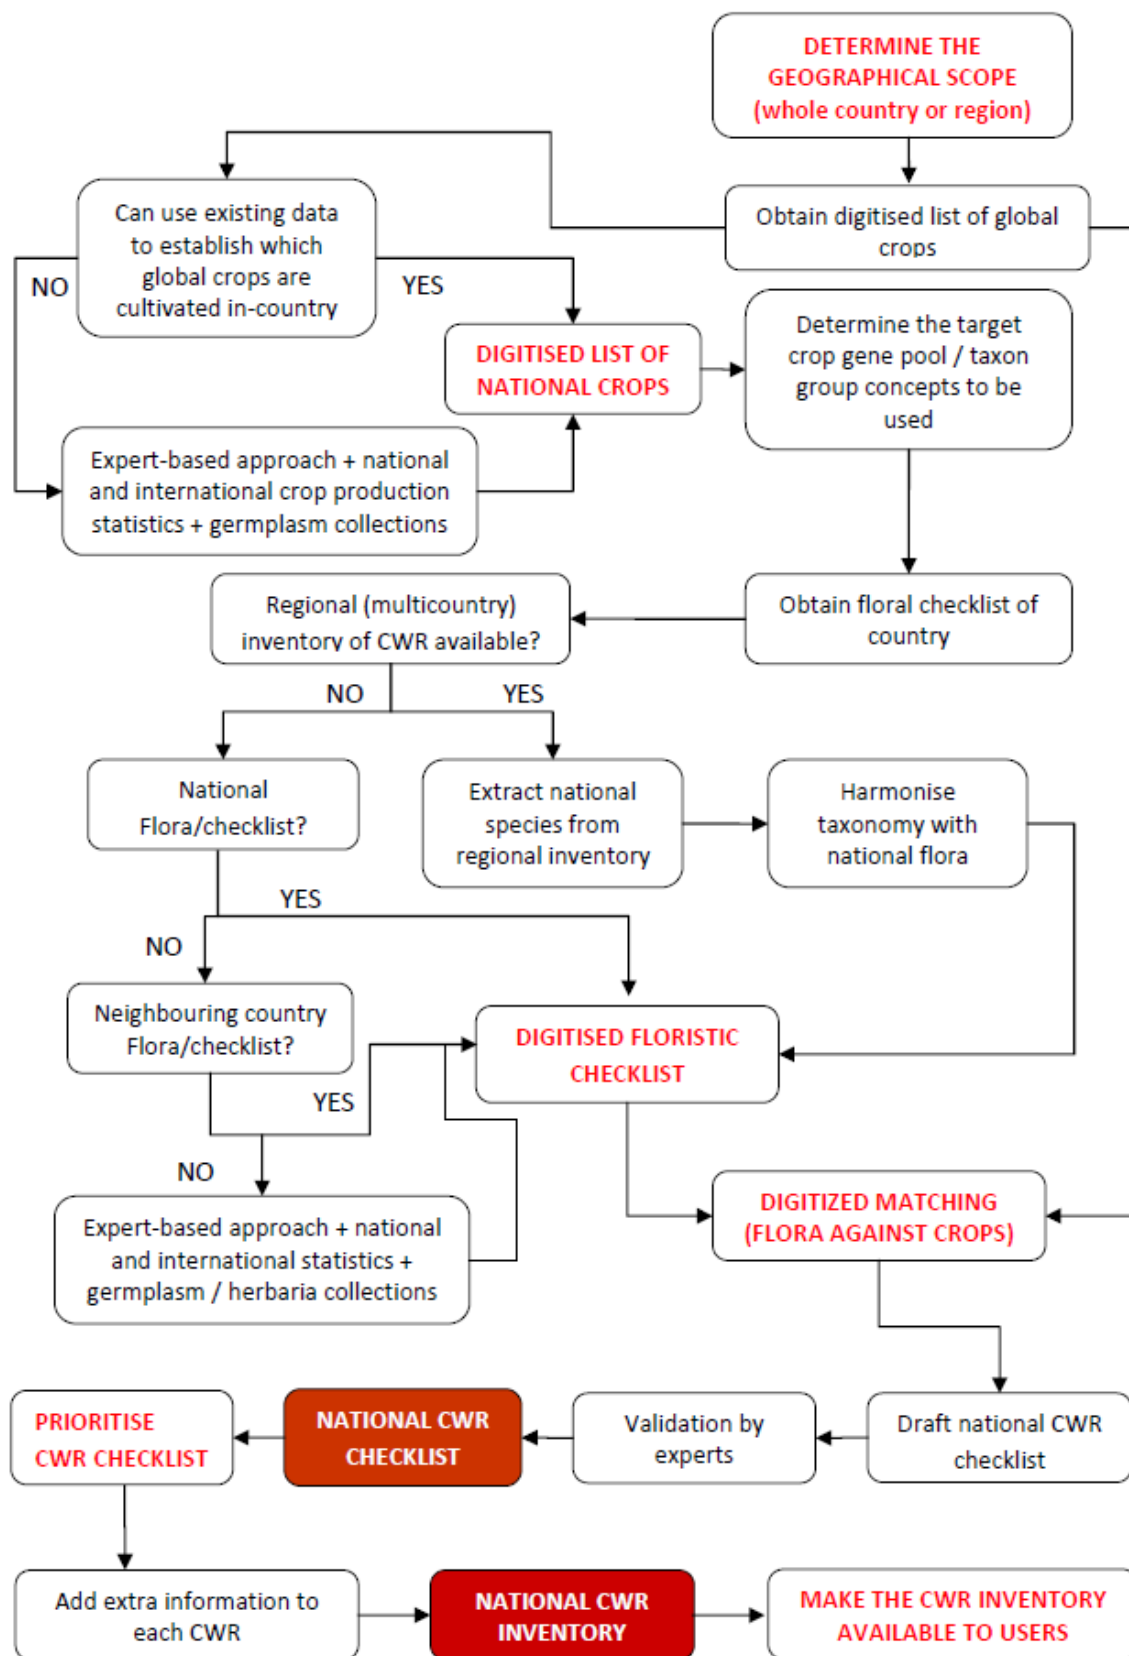 DETERMINE THE
GEOGRAPHICAL SCOPE
(whole country or region)
Obtain digitised list of global
crops
Can use existing data
to establish which
global crops are
cultivated in-country
NO
YES
DIGITISED LIST OF
NATIONAL CROPS
Determine the target
crop gene pool / taxon
group concepts to be
used
Expert-based approach + national
and international crop production
statistics + germplasm collections
Obtain floral checklist of
country
Regional (multicountry)
inventory of CWR available?
NO
YES
National
Flora/checklist?
Extract national
species from
regional inventory
Harmonise
taxonomy with
national flora
YES
NO
Neighbouring country
Flora/checklist?
DIGITISED FLORISTIC
CHECKLIST
YES
NO
Expert-based approach + national
and international statistics +
germplasm / herbaria collections
DIGITIZED MATCHING
(FLORA AGAINST CROPS)
Draft national CWR
checklist
Validation by
experts
NATIONAL CWR
CHECKLIST
PRIORITISE
CWR CHECKLIST
Add extra information to
each CWR
NATIONAL CWR
INVENTORY
MAKE THE CWR INVENTORY
AVAILABLE TO USERS